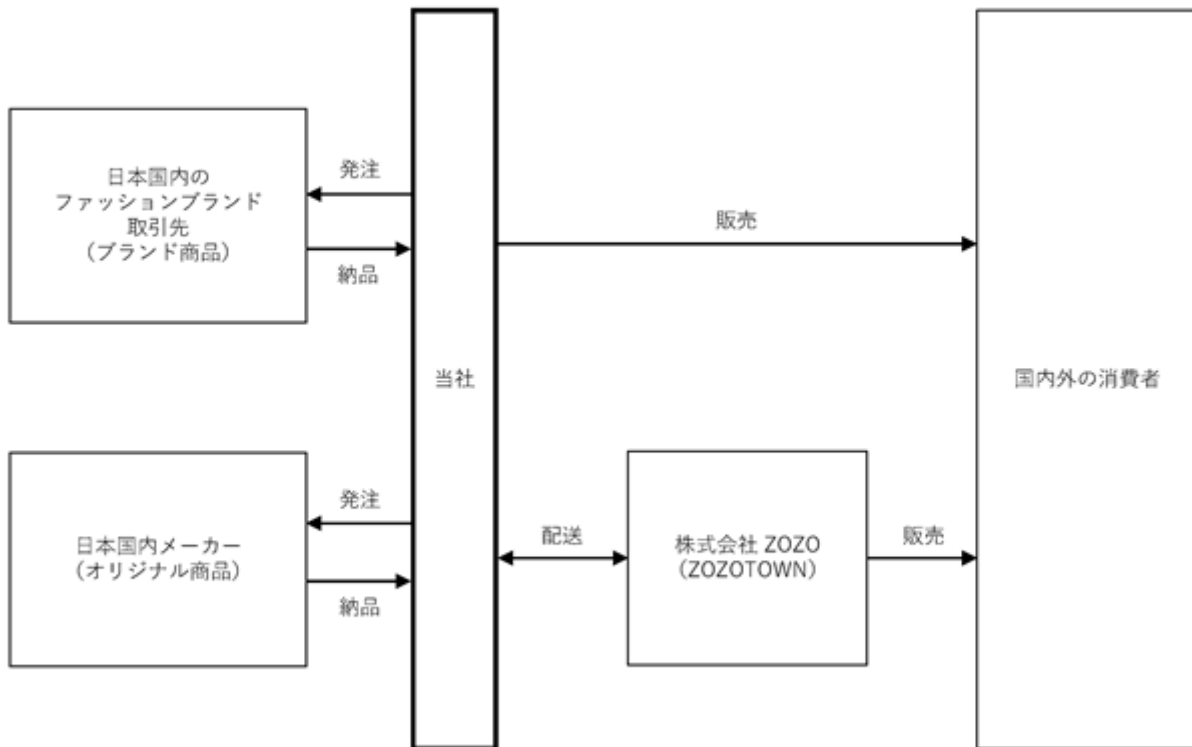 日本国内の
ファッションブランド
取引先
（ブランド商品）
発注
納品
日本国内メーカー
（オリジナル商品）
発注
納品
当社
販売
配送
株式会社 ZOZO
（ZOZOTOWN）
販売
国内外の消費者